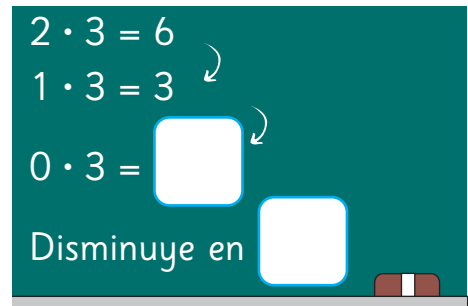 2 · 3 = 6
1 · 3 = 3
0 · 3 =
Disminuye en